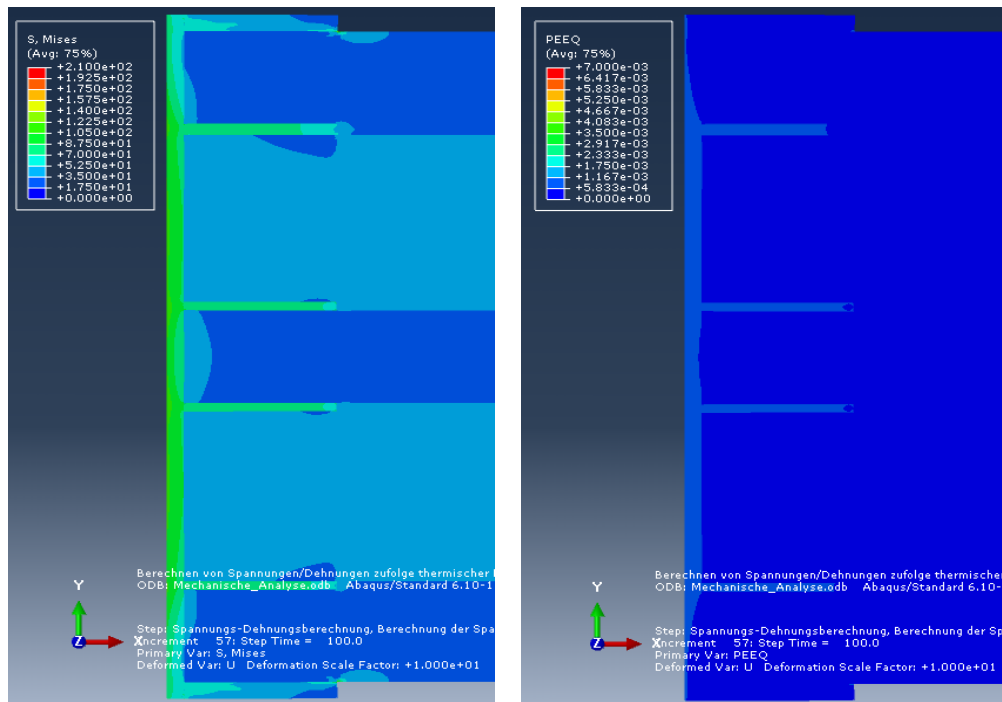 S, Mises
(Avg: 75%)
+2.100e+02
+1.925e+02
+1.750e+02
+1.575e+02
+1.400e+02
+1.225e+02
+1.050e+02
+8.750e+01
+7.000e+01
+5.250e+01
+3.500e+01
+1.750e+01
+0.000e+00
Berechnen von Spannungen/Dehnungen zufolge thermischer
ODB: Mechanische_Analyse.odb Abaqus/Standard 6.10-1
Step: Spannungs-Dehnungsberechnung, Berechnung der Spa
Increment 57: Step Time = 100.0
Primary Var: S, Mises
Deformed Var: U Deformation Scale Factor: +1.000e+01
Y
Z
X
PEEQ
(Avg: 75%)
+7.000e-03
+6.417e-03
+5.833e-03
+5.250e-03
+4.667e-03
+4.083e-03
+3.500e-03
+2.917e-03
+2.333e-03
+1.750e-03
+1.167e-03
+5.833e-04
+0.000e+00
Berechnen von Spannungen/Dehnungen zufolge thermische
ODB: Mechanische_Analyse.odb Abaqus/Standard 6.10-
Step: Spannungs-Dehnungsberechnung, Berechnung der Sp
Increment 57: Step Time = 100.0
Primary Var: PEEQ
Deformed Var: U Deformation Scale Factor: +1.000e+01
Y
Z
X